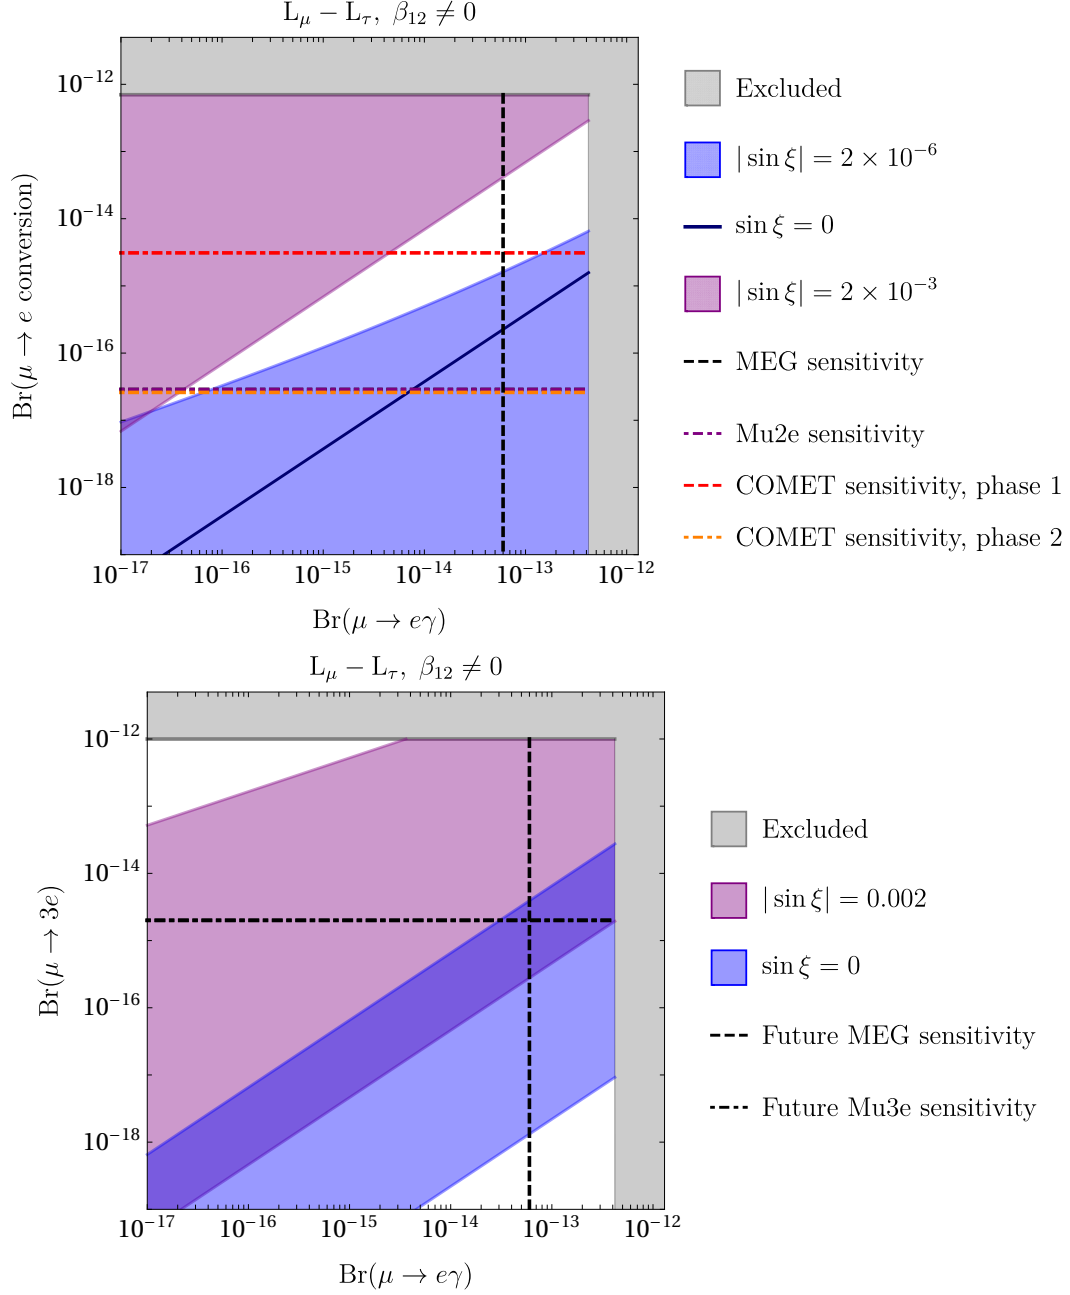 L_μ − L_τ, β_12 ≠ 0
Br(μ → e conversion)
10^−12
10^−14
10^−16
10^−18
10^−17 10^−16 10^−15 10^−14 10^−13 10^−12
Br(μ → eγ)
Excluded
| sin ξ| = 2 × 10^−6
sin ξ = 0
| sin ξ| = 2 × 10^−3
MEG sensitivity
Mu2e sensitivity
COMET sensitivity, phase 1
COMET sensitivity, phase 2
L_μ − L_τ, β_12 ≠ 0
Br(μ → 3e)
10^−12
10^−14
10^−16
10^−18
10^−17 10^−16 10^−15 10^−14 10^−13 10^−12
Br(μ → eγ)
Excluded
| sin ξ| = 0.002
sin ξ = 0
Future MEG sensitivity
Future Mu3e sensitivity